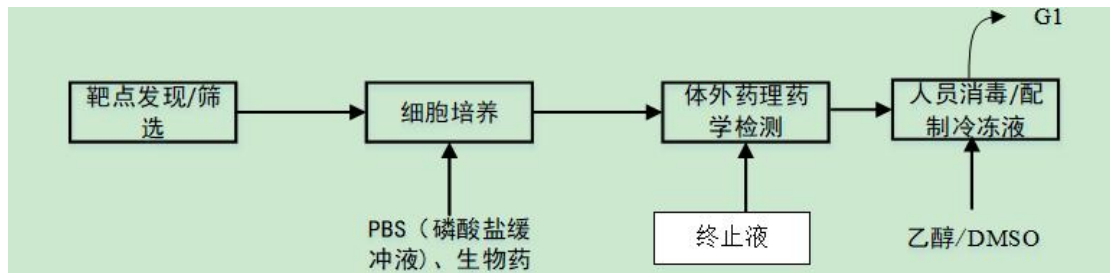 G1
靶点发现/筛
选
细胞培养
体外药理药
学检测
人员消毒/配
制冷冻液
PBS（磷酸盐缓
冲液）、生物药
终止液
乙醇/DMSO